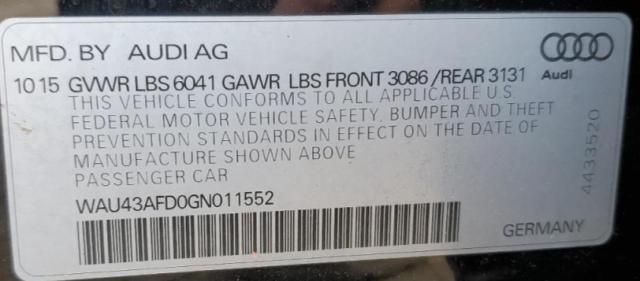 MFD. BY AUDI AG
10 15 GVWR LBS 6041 GAWR LBS FRONT 3086 /REAR 3131
Audi
THIS VEHICLE CONFORMS TO ALL APPLICABLE U.S.
FEDERAL MOTOR VEHICLE SAFETY. BUMPER AND THEFT
PREVENTION STANDARDS IN EFFECT ON THE DATE OF
MANUFACTURE SHOWN ABOVE
PASSENGER CAR
WAU43AFD0GN011552
4433520
GERMANY